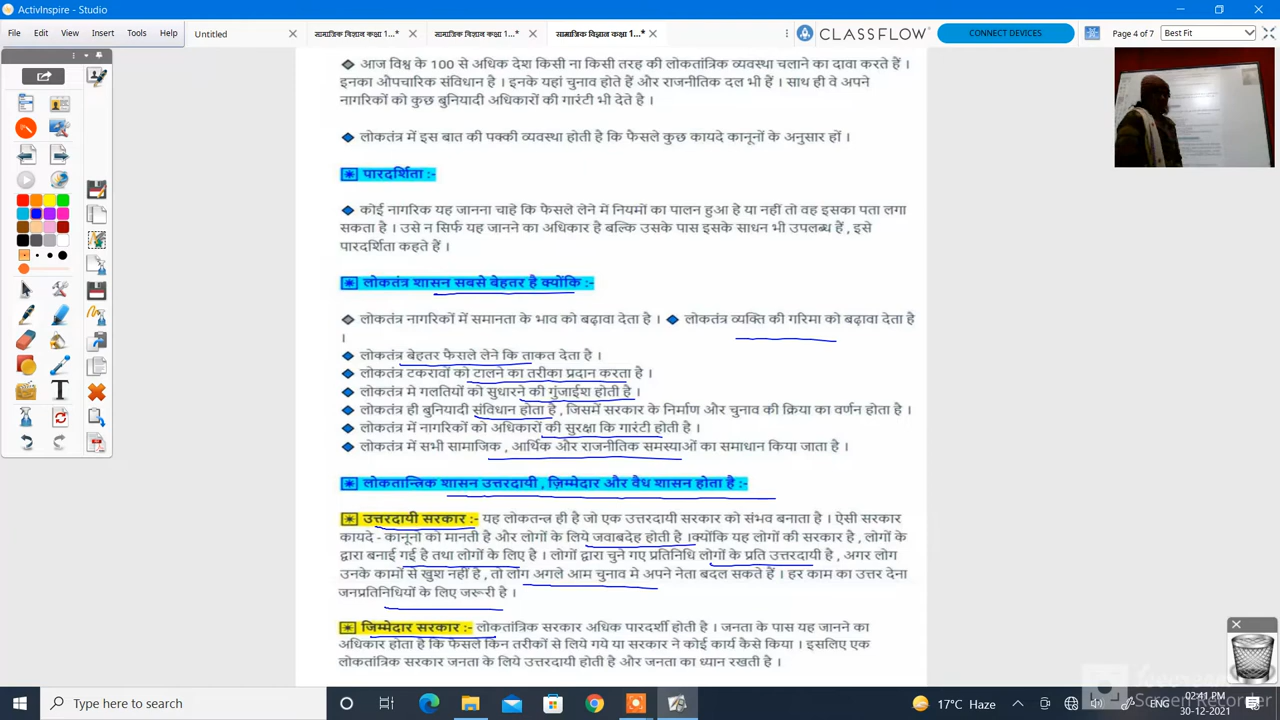 ActivInspire - Studio
File Edit View Insert Tools Help
Untitled
सामाजिक विज्ञान कक्षा 1...*
सामाजिक विज्ञान कक्षा 1...*
सामाजिक विज्ञान कक्षा 1...*
CLASSFLOW
CONNECT DEVICES
Page 4 of 7
Best Fit
आज विश्व के 100 से अधिक देश किसी ना किसी तरह की लोकतांत्रिक व्यवस्था चलाने का दावा करते हैं ।
इनका औपचारिक संविधान है । इनके यहां चुनाव होते हैं और राजनीतिक दल भी हैं । साथ ही वे अपने
नागरिकों को कुछ बुनियादी अधिकारों की गारंटी भी देते है ।
लोकतंत्र में इस बात की पक्की व्यवस्था होती है कि फैसले कुछ कायदे कानूनों के अनुसार हों ।
पारदर्शिता :-
कोई नागरिक यह जानना चाहे कि फेसले लेने में नियमों का पालन हुआ है या नहीं तो वह इसका पता लगा
सकता है । उसे न सिर्फ यह जानने का अधिकार है बल्कि उसके पास इसके साधन भी उपलब्ध हैं , इसे
पारदर्शिता कहते हैं ।
लोकतंत्र शासन सबसे बेहतर है क्योंकि :-
लोकतंत्र नागरिकों में समानता के भाव को बढ़ावा देता है । लोकतंत्र व्यक्ति की गरिमा को बढ़ावा देता है
।
लोकतंत्र बेहतर फैसले लेने कि ताकत देता है ।
लोकतंत्र टकरावों को टालने का तरीका प्रदान करता है ।
लोकतंत्र मे गलतियों को सुधारने की गुंजाईश होती है ।
लोकतंत्र ही बुनियादी संविधान होता है , जिसमें सरकार के निर्माण और चुनाव की क्रिया का वर्णन होता है ।
लोकतंत्र में नागरिकों को अधिकारों की सुरक्षा कि गारंटी होती है ।
लोकतंत्र में सभी सामाजिक , आर्थिक और राजनीतिक समस्याओं का समाधान किया जाता है ।
लोकतान्त्रिक शासन उत्तरदायी , ज़िम्मेदार और वैध शासन होता है :-
उत्तरदायी सरकार :- यह लोकतन्त्र ही है जो एक उत्तरदायी सरकार को संभव बनाता है । ऐसी सरकार
कायदे - कानूनों को मानती है और लोगों के लिये जवाबदेह होती है ।क्योंकि यह लोगों की सरकार है , लोगों के
द्वारा बनाई गई है तथा लोगों के लिए है । लोगों द्वारा चुने गए प्रतिनिधि लोगों के प्रति उत्तरदायी है , अगर लोग
उनके कामों से खुश नहीं है , तो लोग अगले आम चुनाव मे अपने नेता बदल सकते हैं । हर काम का उत्तर देना
जनप्रतिनिधियों के लिए जरूरी है ।
जिम्मेदार सरकार :- लोकतांत्रिक सरकार अधिक पारदर्शी होती है । जनता के पास यह जानने का
अधिकार होता है कि फैसले किन तरीकों से लिये गये या सरकार ने कोई कार्य कैसे किया । इसलिए एक
लोकतांत्रिक सरकार जनता के लिये उत्तरदायी होती है और जनता का ध्यान रखती है ।
Screen Recorder
Type here to search
17°C Haze
ENG
02:41 PM
30-12-2021